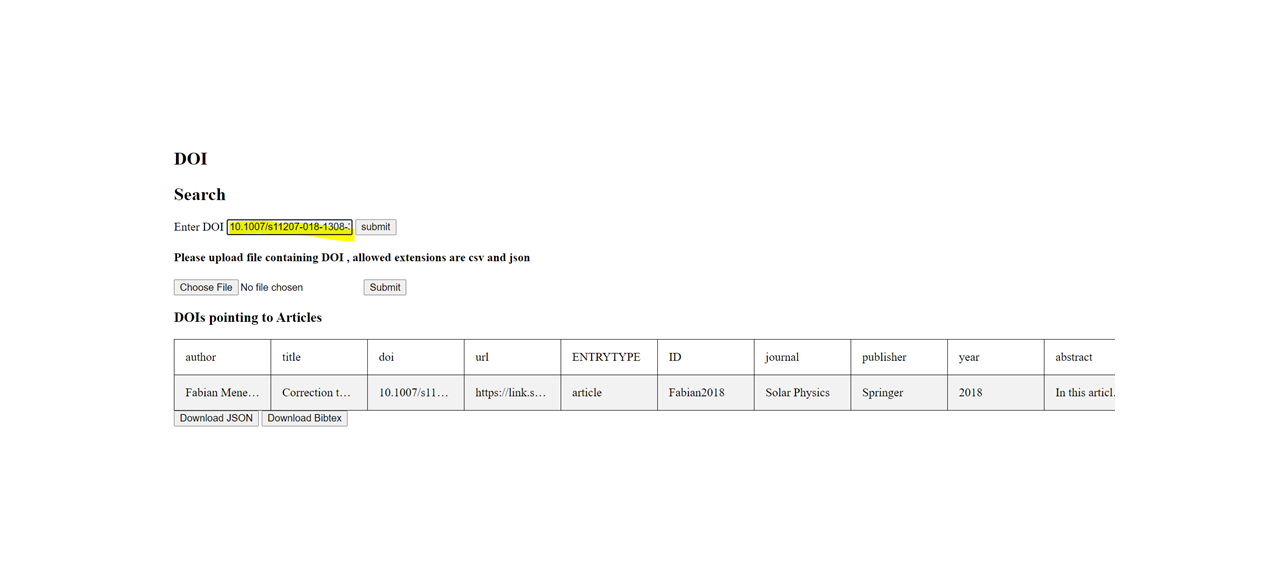 DOI
Search
Enter DOI 10.1007/s11207-018-1308- submit
Please upload file containing DOI , allowed extensions are csv and json
Choose File No file chosen Submit
DOIs pointing to Articles
author title doi url ENTRYTYPE ID journal publisher year abstract
Fabian Mene… Correction t… 10.1007/s11… https://link.s… article Fabian2018 Solar Physics Springer 2018 In this articl.
Download JSON Download Bibtex